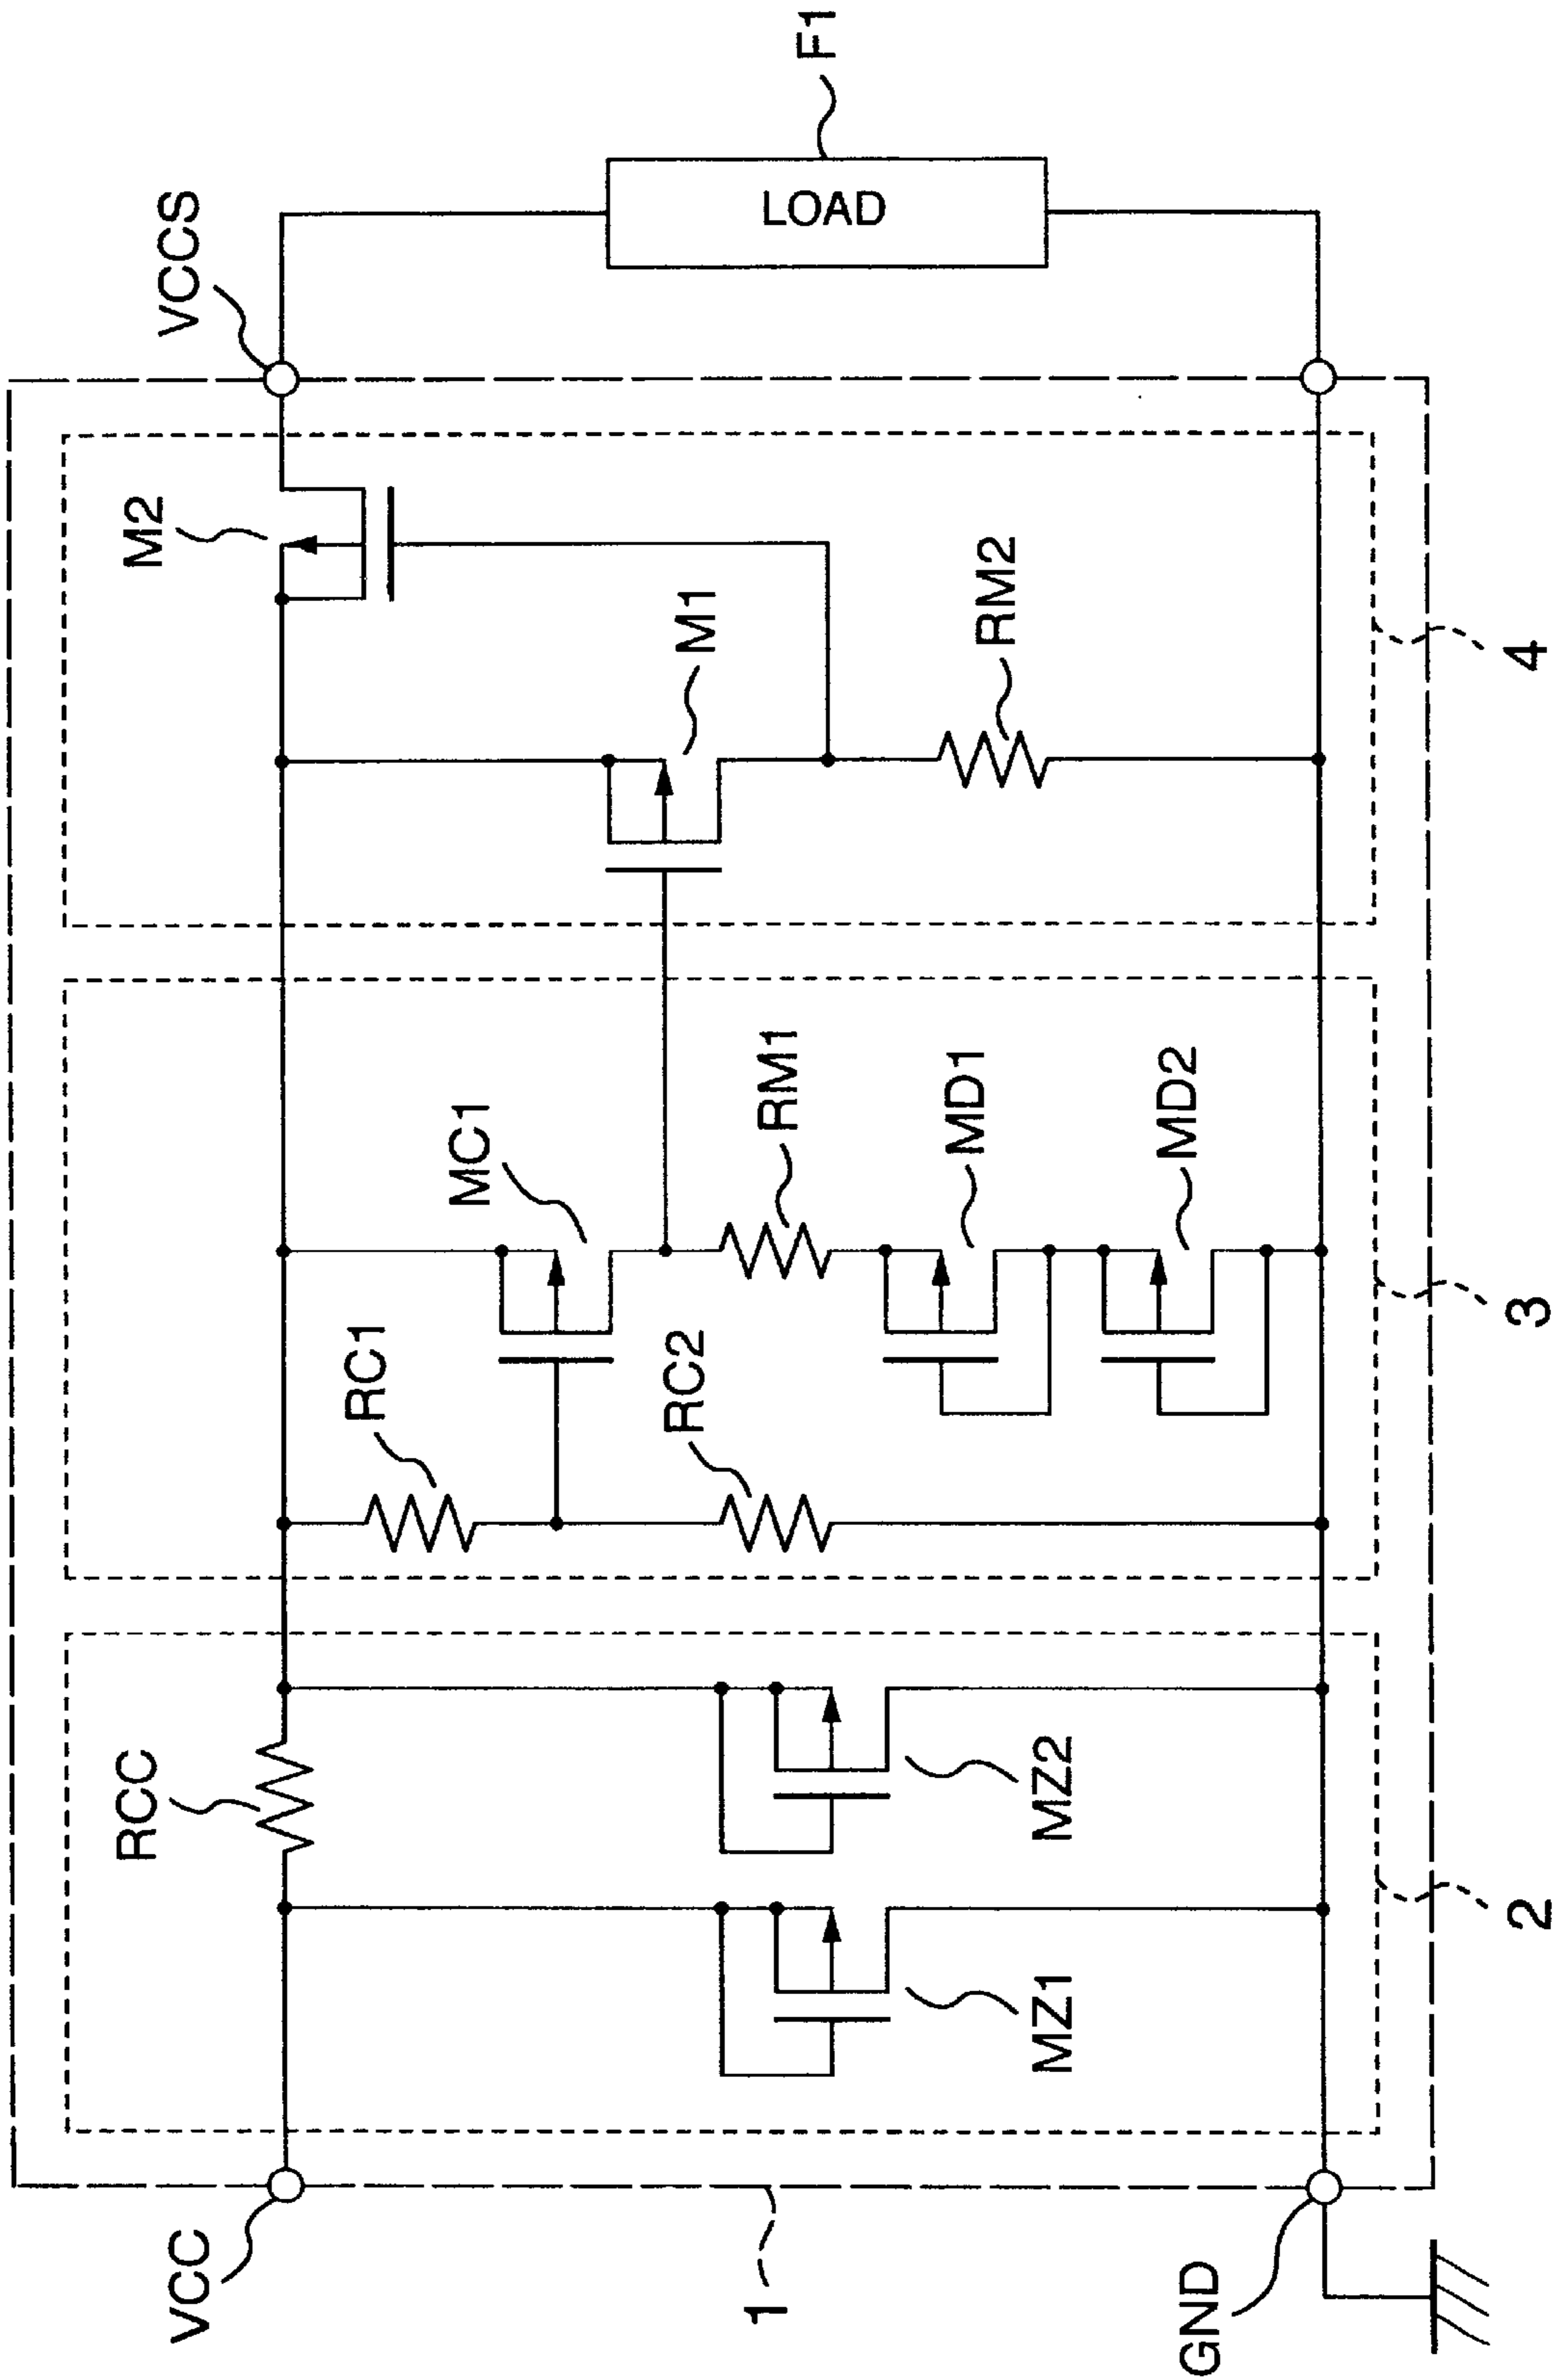 VCC
GND
1
RCC
MZ1
MZ2
2
RC1
RC2
MC1
RM1
MD1
MD2
3
M1
M2
RM2
4
VCCS
LOAD
F1